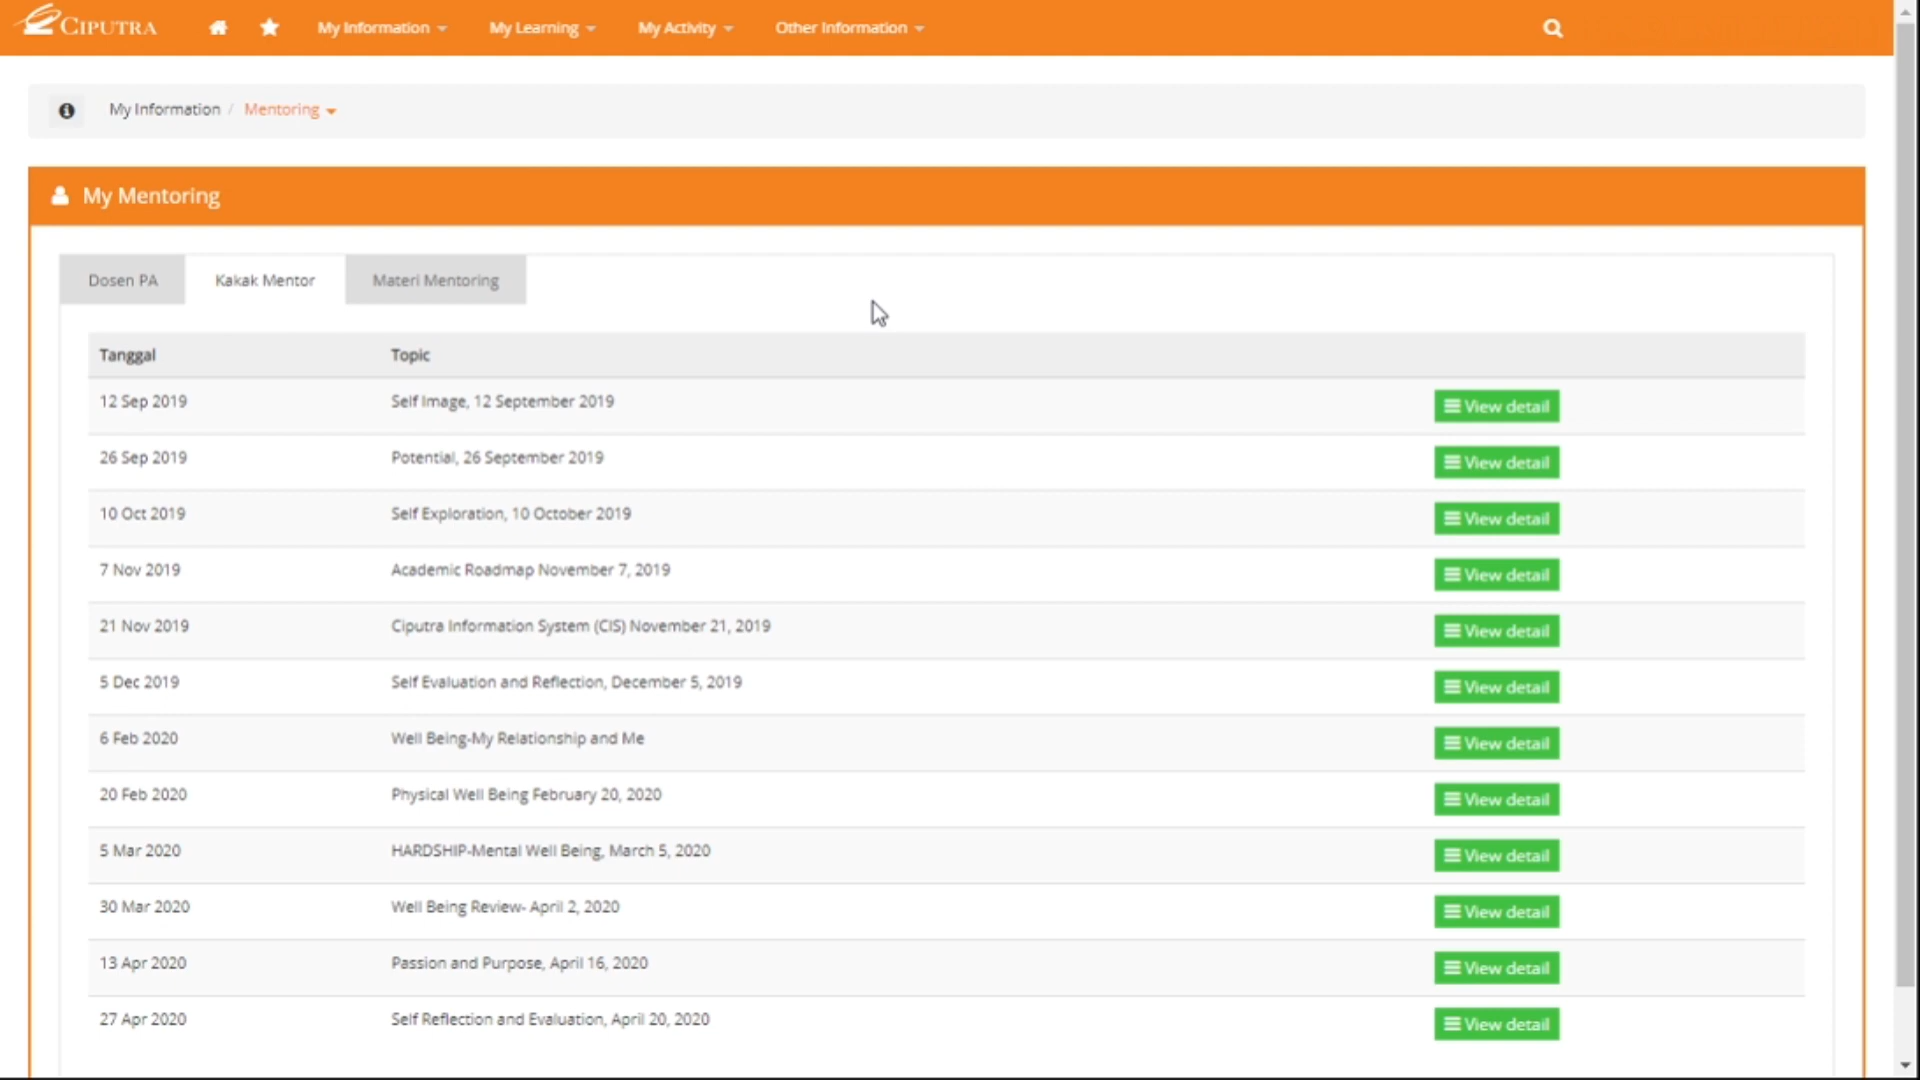 CIPUTRA
My Information
My Learning
My Activity
Other Information
My Information / Mentoring
My Mentoring
Dosen PA
Kakak Mentor
Materi Mentoring
Tanggal Topic
12 Sep 2019 Self Image, 12 September 2019 View detail
26 Sep 2019 Potential, 26 September 2019 View detail
10 Oct 2019 Self Exploration, 10 October 2019 View detail
7 Nov 2019 Academic Roadmap November 7, 2019 View detail
21 Nov 2019 Ciputra Information System (CIS) November 21, 2019 View detail
5 Dec 2019 Self Evaluation and Reflection, December 5, 2019 View detail
6 Feb 2020 Well Being-My Relationship and Me View detail
20 Feb 2020 Physical Well Being February 20, 2020 View detail
5 Mar 2020 HARDSHIP-Mental Well Being, March 5, 2020 View detail
30 Mar 2020 Well Being Review- April 2, 2020 View detail
13 Apr 2020 Passion and Purpose, April 16, 2020 View detail
27 Apr 2020 Self Reflection and Evaluation, April 20, 2020 View detail